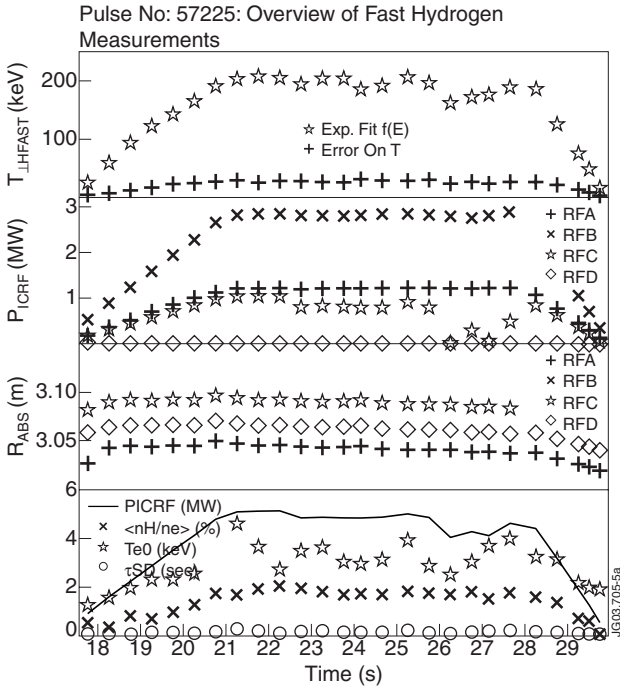 Pulse No: 57225: Overview of Fast Hydrogen
Measurements
T⊥HFAST (keV)
200
100
Exp. Fit f(E)
Error On T
PICRF (MW)
3
2
1
RFA
RFB
RFC
RFD
RABS (m)
3.10
3.05
RFA
RFB
RFC
RFD
6
4
2
0
PICRF (MW)
<nH/ne> (%)
Te0 (keV)
τSD (sec)
18 19 20 21 22 23 24 25 26 27 28 29
Time (s)
JG03.705-5a